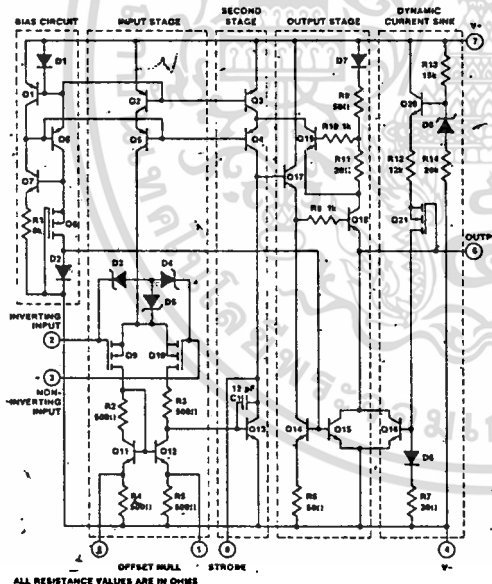 BIAS CIRCUIT
INPUT STAGE
SECOND STAGE
OUTPUT STAGE
DYNAMIC CURRENT SINK
V+
7
D1
D7
R13
15k
Q1
Q2
Q3
R9
50Ω
Q20
D8
Q6
Q5
Q4
Q19
R10 1k
Q17
R11
20Ω
R12
12k
R14
20k
Q7
R8 1k
Q18
Q21
R1
Q8
OUTPUT
6
D2
D3
D4
D5
INVERTING INPUT
2
3
NON-INVERTING INPUT
Q9
Q10
R2
500Ω
R3
500Ω
12 pF
C1
Q11
Q12
Q13
Q14
Q15
Q16
D6
R4
500Ω
R5
500Ω
R6
50Ω
R7
30Ω
5
1
8
4
OFFSET NULL
STROBE
V-
ALL RESISTANCE VALUES ARE IN OHMS